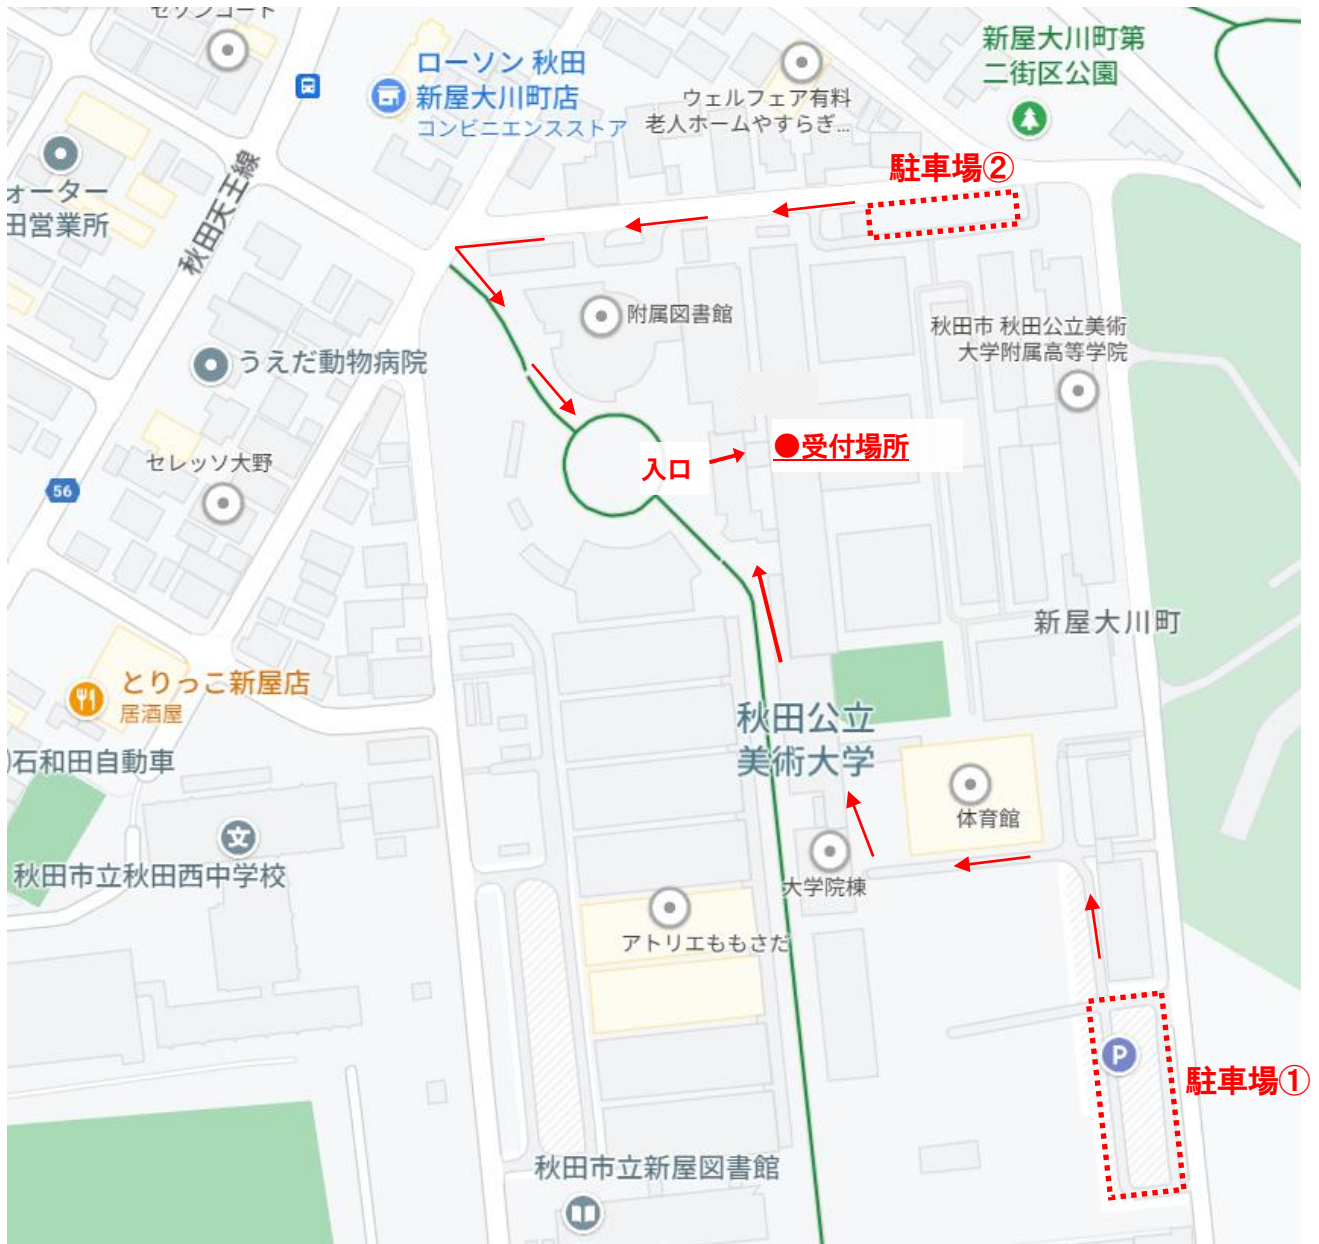 セゾンコート
ローソン 秋田
新屋大川町店
コンビニエンスストア
ウェルフェア有料
老人ホームやすらぎ...
新屋大川町第
二街区公園
駐車場②
ォーター
田営業所
秋田天王線
附属図書館
秋田市 秋田公立美術
大学附属高等学院
うえだ動物病院
セレッソ大野
56
入口
●受付場所
新屋大川町
とりっこ新屋店
居酒屋
秋田公立
美術大学
)石和田自動車
体育館
文
秋田市立秋田西中学校
大学院棟
アトリエももさだ
P
駐車場①
秋田市立新屋図書館